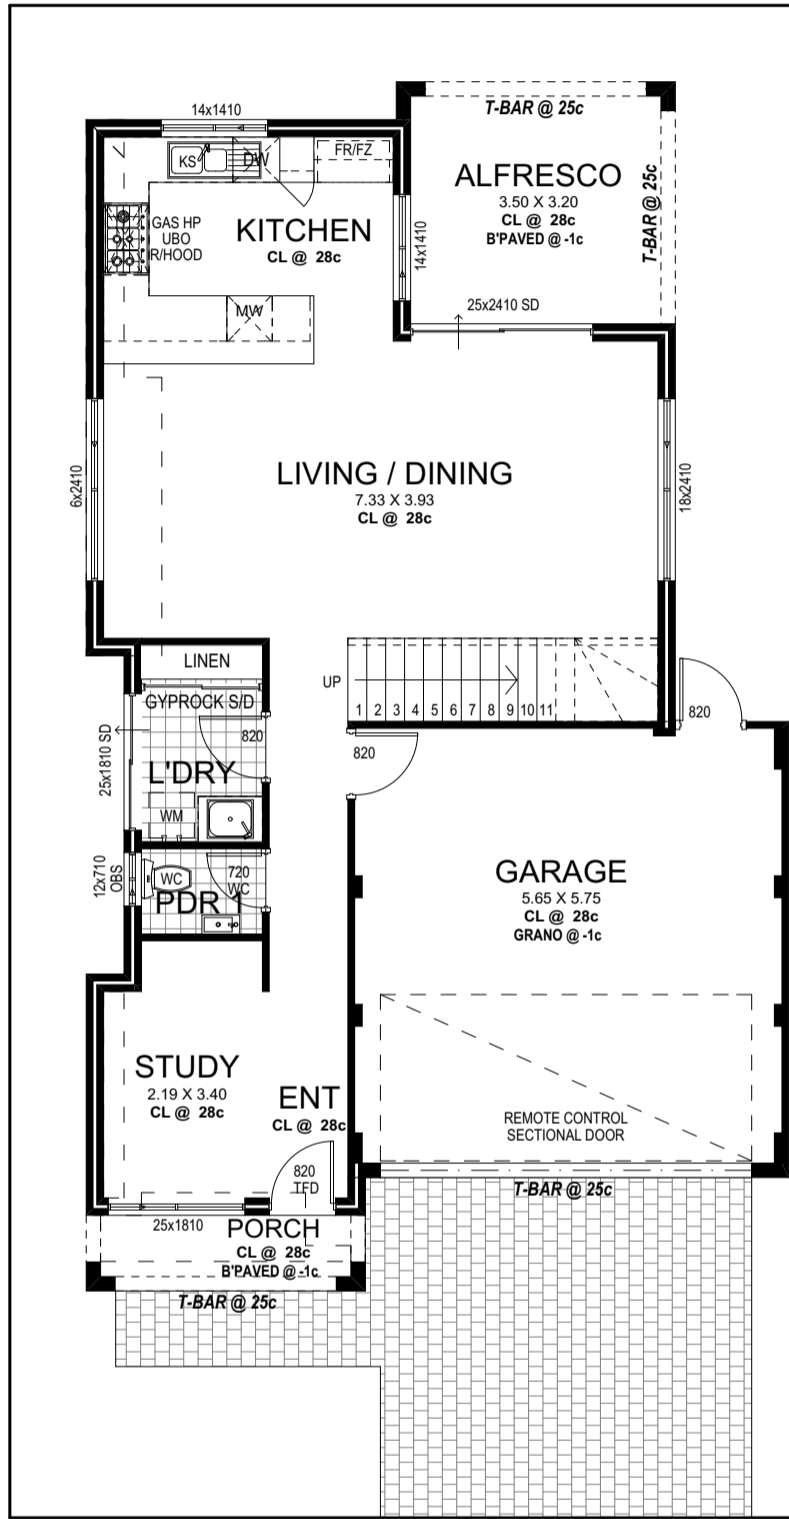 14x1410
T-BAR @ 25c
KS
DW
FR/FZ
ALFRESCO
3.50 X 3.20
CL @ 28c
B'PAVED @ -1c
T-BAR @ 25c
GAS HP
UBO
R/HOOD
KITCHEN
CL @ 28c
14x1410
25x2410 SD
MW
LIVING / DINING
7.33 X 3.93
CL @ 28c
6x2410
18x2410
LINEN
GYPROCK S/D
820
UP
1 2 3 4 5 6 7 8 9 10 11
820
25x1810 SD
L'DRY
WM
820
12x710
OBS
WC
720
WC
PDR 1
GARAGE
5.65 X 5.75
CL @ 28c
GRANO @ -1c
STUDY
2.19 X 3.40
CL @ 28c
ENT
CL @ 28c
REMOTE CONTROL
SECTIONAL DOOR
820
TFD
T-BAR @ 25c
25x1810
PORCH
CL @ 28c
B'PAVED @ -1c
T-BAR @ 25c